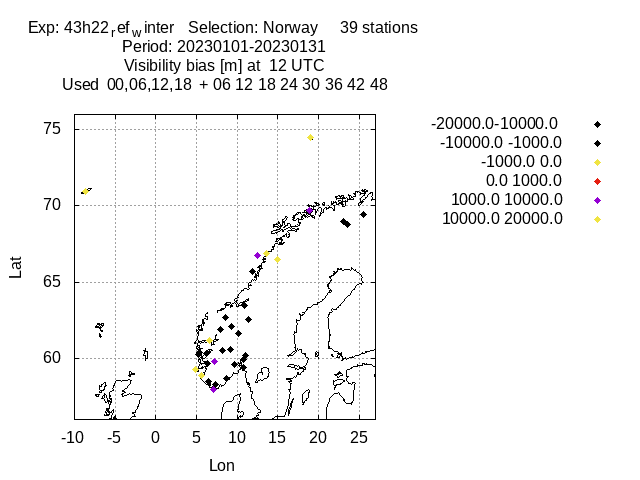 Exp: 43h22refwinter   Selection: Norway     39 stations
Period: 20230101-20230131
Visibility bias [m] at  12 UTC
Used  00,06,12,18  + 06 12  18 24  30  36 42  48
-20000.0-10000.0
-10000.0 -1000.0
-1000.0 0.0
0.0 1000.0
1000.0 10000.0
10000.0 20000.0
75
70
65
60
Lat
-10 -5 0 5 10 15 20 25
Lon